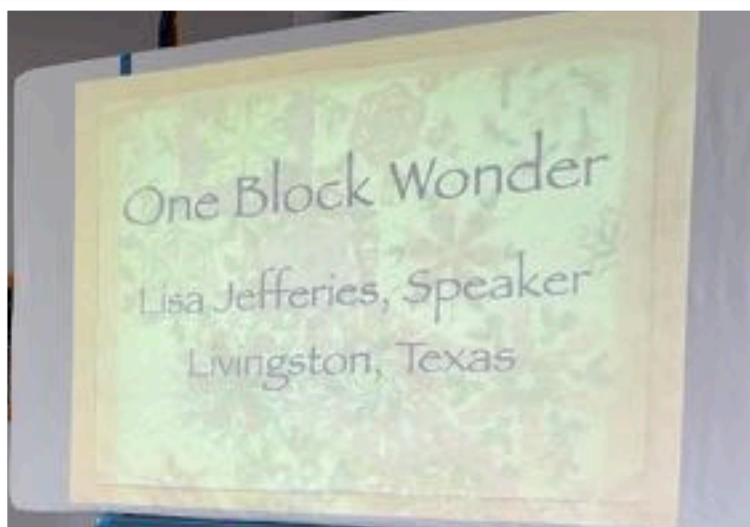 One Block Wonder
Lisa Jefferies, Speaker
Livingston, Texas